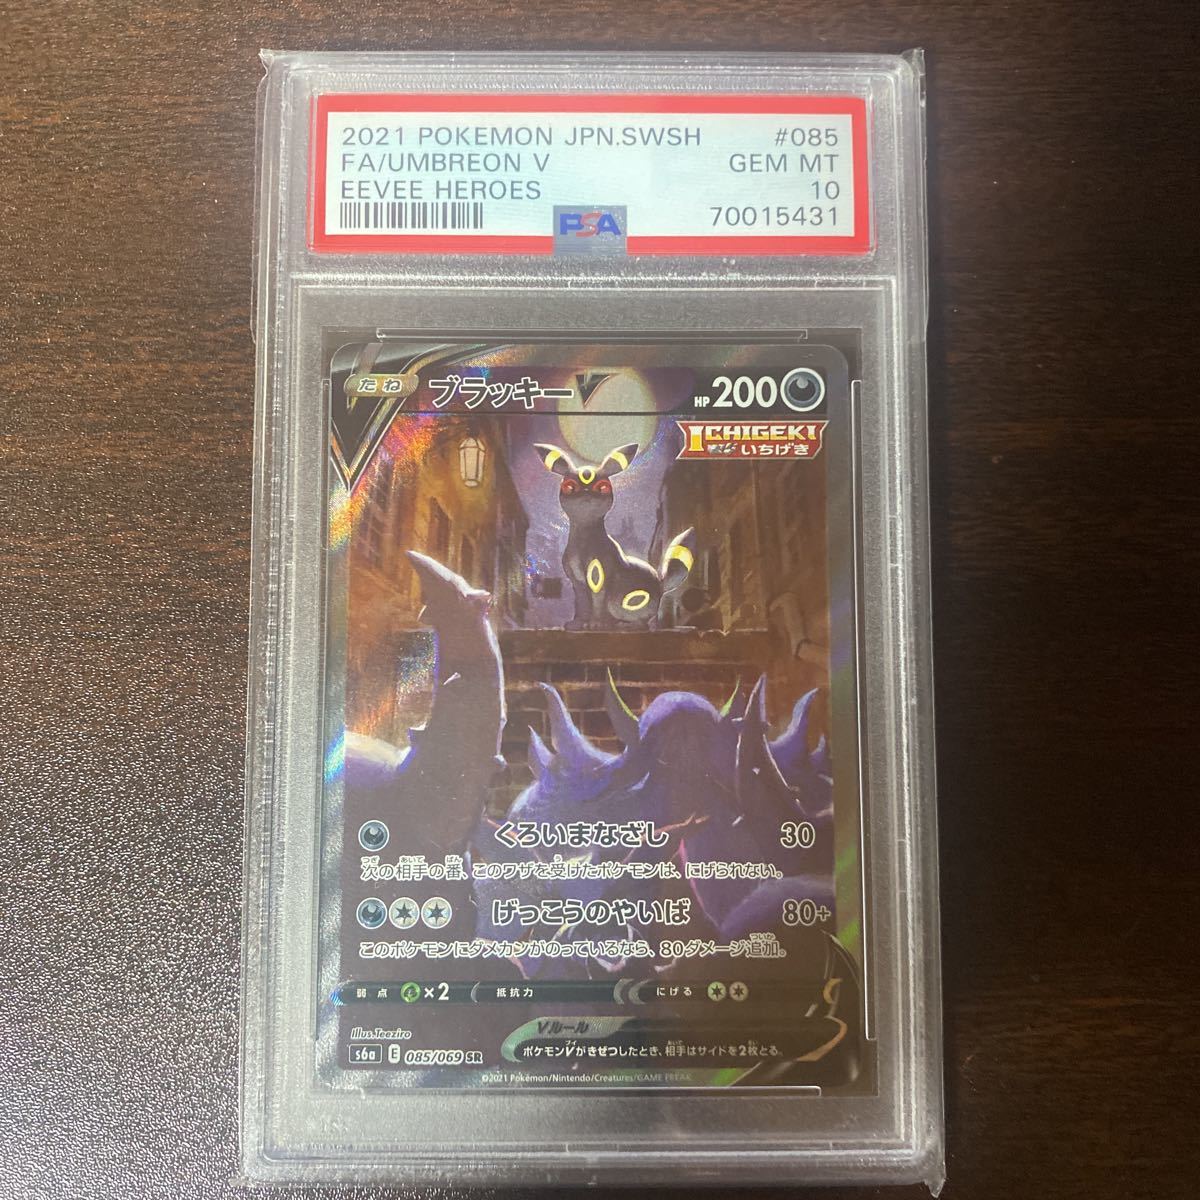 2021 POKEMON JPN.SWSH #085
FA/UMBREON V GEM MT
EEVEE HEROES 10
PSA 70015431
たね ブラッキーV HP 200
ICHIGEKI
いちげき
くろいまなざし 30
次の相手の番、このワザを受けたポケモンは、にげられない。
げっこうのやいば 80+
このポケモンにダメカンがのっているなら、80ダメージ追加。
弱点 ×2 抵抗力 にげる
Illus.Teeziro
Vルール
ポケモンVがきぜつしたとき、相手はサイドを2枚とる。
s6a E 085/069 SR
©2021 Pokémon/Nintendo/Creatures/GAME FREAK